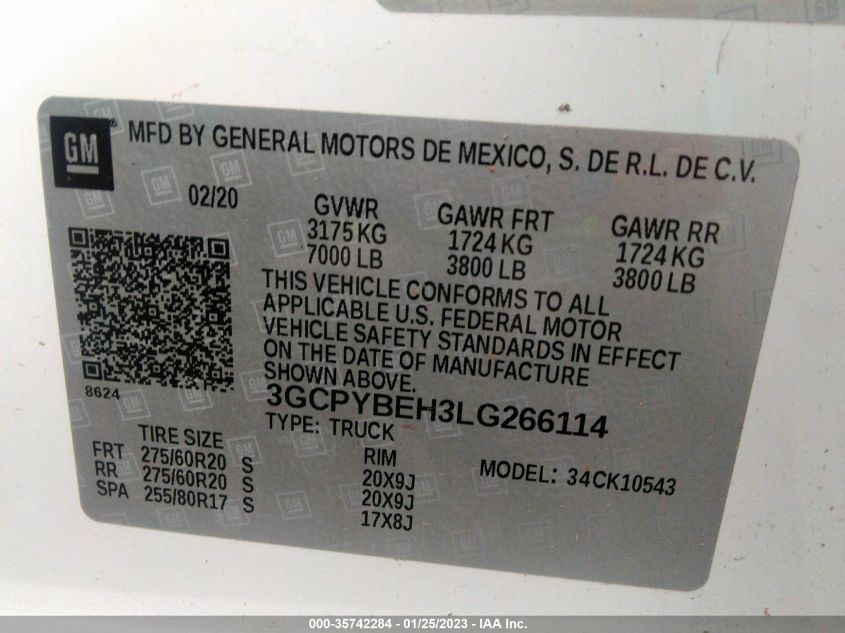 GM
MFD BY GENERAL MOTORS DE MEXICO, S. DE R.L. DE C.V.
02/20
GVWR
3175 KG
7000 LB
GAWR FRT
1724 KG
3800 LB
GAWR RR
1724 KG
3800 LB
THIS VEHICLE CONFORMS TO ALL
APPLICABLE U.S. FEDERAL MOTOR
VEHICLE SAFETY STANDARDS IN EFFECT
ON THE DATE OF MANUFACTURE
SHOWN ABOVE.
8624
3GCPYBEH3LG266114
TYPE: TRUCK
TIRE SIZE RIM MODEL: 34CK10543
FRT 275/60R20 S 20X9J
RR 275/60R20 S 20X9J
SPA 255/80R17 S 17X8J
000-35742284 - 01/25/2023 - IAA Inc.